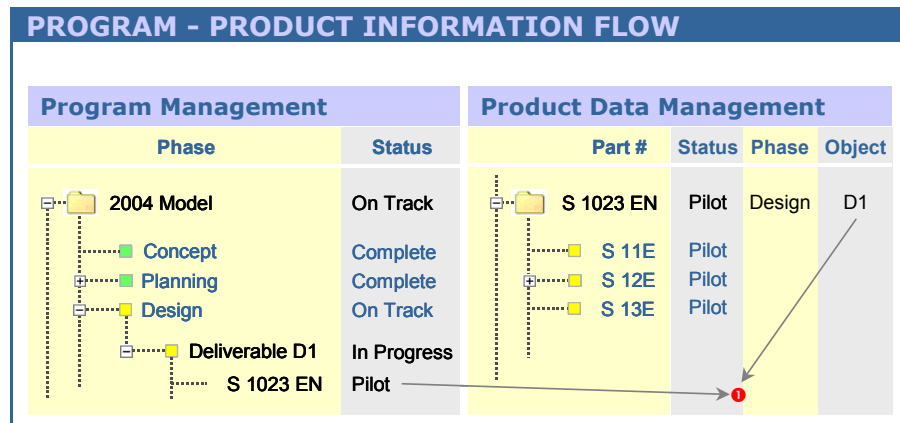 PROGRAM - PRODUCT INFORMATION FLOW
Program Management
Phase Status
2004 Model On Track
Concept Complete
Planning Complete
Design On Track
Deliverable D1 In Progress
S 1023 EN Pilot
Product Data Management
Part # Status Phase Object
S 1023 EN Pilot Design D1
S 11E Pilot
S 12E Pilot
S 13E Pilot
1